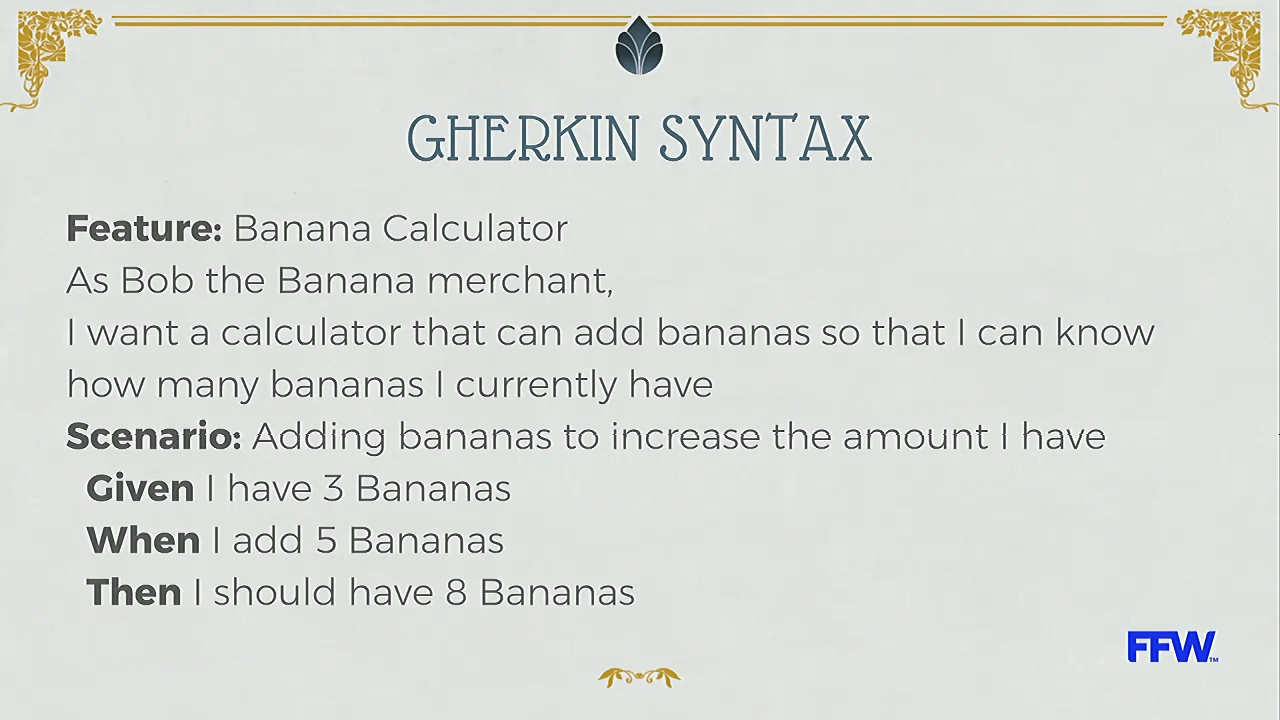 GHERKIN SYNTAX
Feature: Banana Calculator
As Bob the Banana merchant,
I want a calculator that can add bananas so that I can know
how many bananas I currently have
Scenario: Adding bananas to increase the amount I have
Given I have 3 Bananas
When I add 5 Bananas
Then I should have 8 Bananas
FFW™